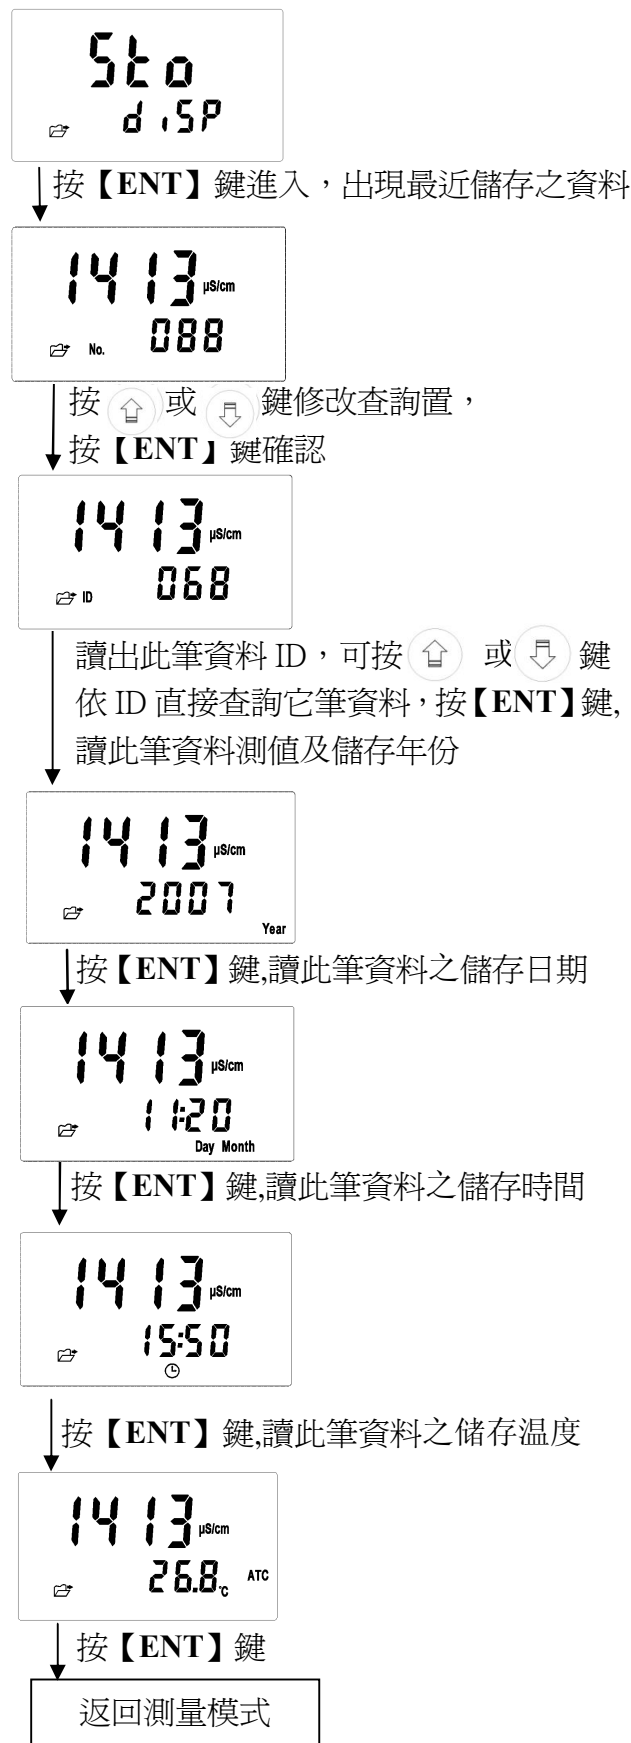 Sto
diSP
按【ENT】鍵進入，出現最近儲存之資料
1413 µS/cm
No. 088
按 或 鍵修改查詢置，
按【ENT】鍵確認
1413 µS/cm
ID 068
讀出此筆資料 ID，可按 或 鍵
依 ID 直接查詢它筆資料，按【ENT】鍵,
讀此筆資料測值及儲存年份
1413 µS/cm
2007
Year
按【ENT】鍵,讀此筆資料之儲存日期
1413 µS/cm
11:20
Day Month
按【ENT】鍵,讀此筆資料之儲存時間
1413 µS/cm
15:50
按【ENT】鍵,讀此筆資料之储存温度
1413 µS/cm
26.8 °C ATC
按【ENT】鍵
返回測量模式